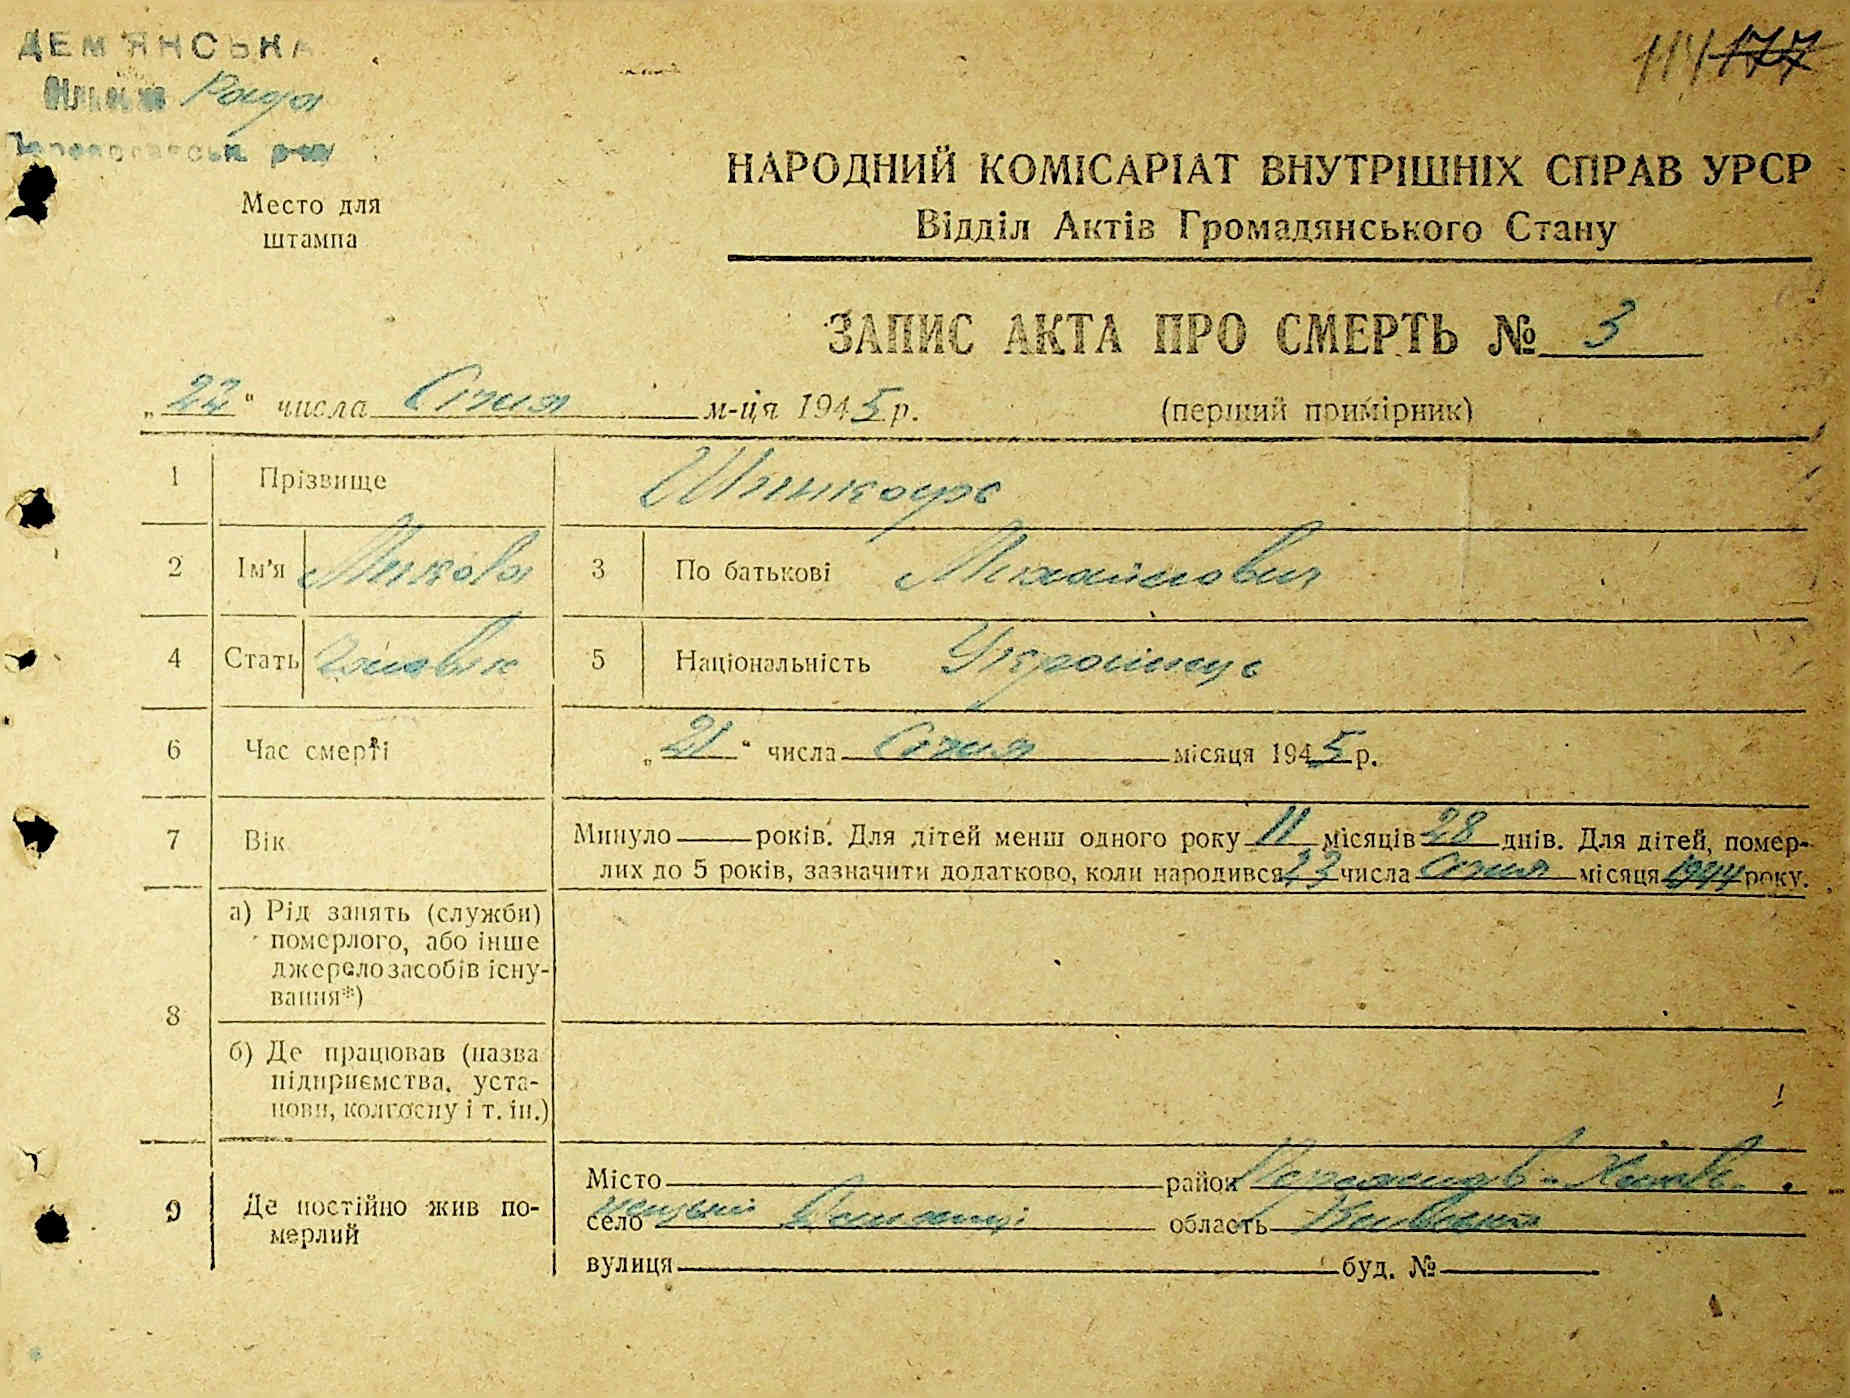 ДЕМ'ЯНСЬКА
Рада
114 177
Место для
штампа
НАРОДНИЙ КОМІСАРІАТ ВНУТРІШНІХ СПРАВ УРСР
Відділ Актів Громадянського Стану
ЗАПИС АКТА ПРО СМЕРТЬ № 3
„22“ числа Січня м-ця 1945 р. (перший примірник)
1 Прізвище
2 Ім'я Микола 3 По батькові Михайлович
4 Стать чоловік 5 Національність Українець
6 Час смерті „21“ числа Січня місяця 1945 р.
7 Вік Минуло років. Для дітей менш одного року 11 місяців 28 днів. Для дітей, помер-
лих до 5 років, зазначити додатково, коли народився 23 числа Січня місяця 1944 року.
8 а) Рід занять (служби)
померлого, або інше
джерело засобів існу-
вання*)
б) Де працював (назва
підприємства, уста-
нови, колгоспу і т. ін.)
9 Де постійно жив по-
мерлий
Місто район Переяслав-Хмель-
село область Київська
вулиця буд. №